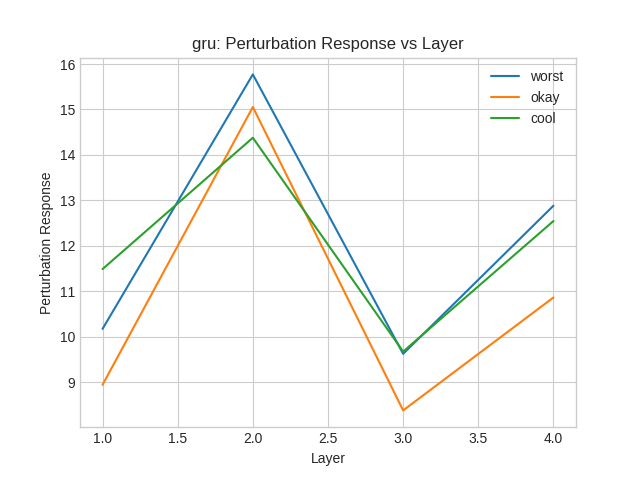 gru: Perturbation Response vs Layer
worst
okay
cool
Perturbation Response
16
15
14
13
12
11
10
9
1.0 1.5 2.0 2.5 3.0 3.5 4.0
Layer